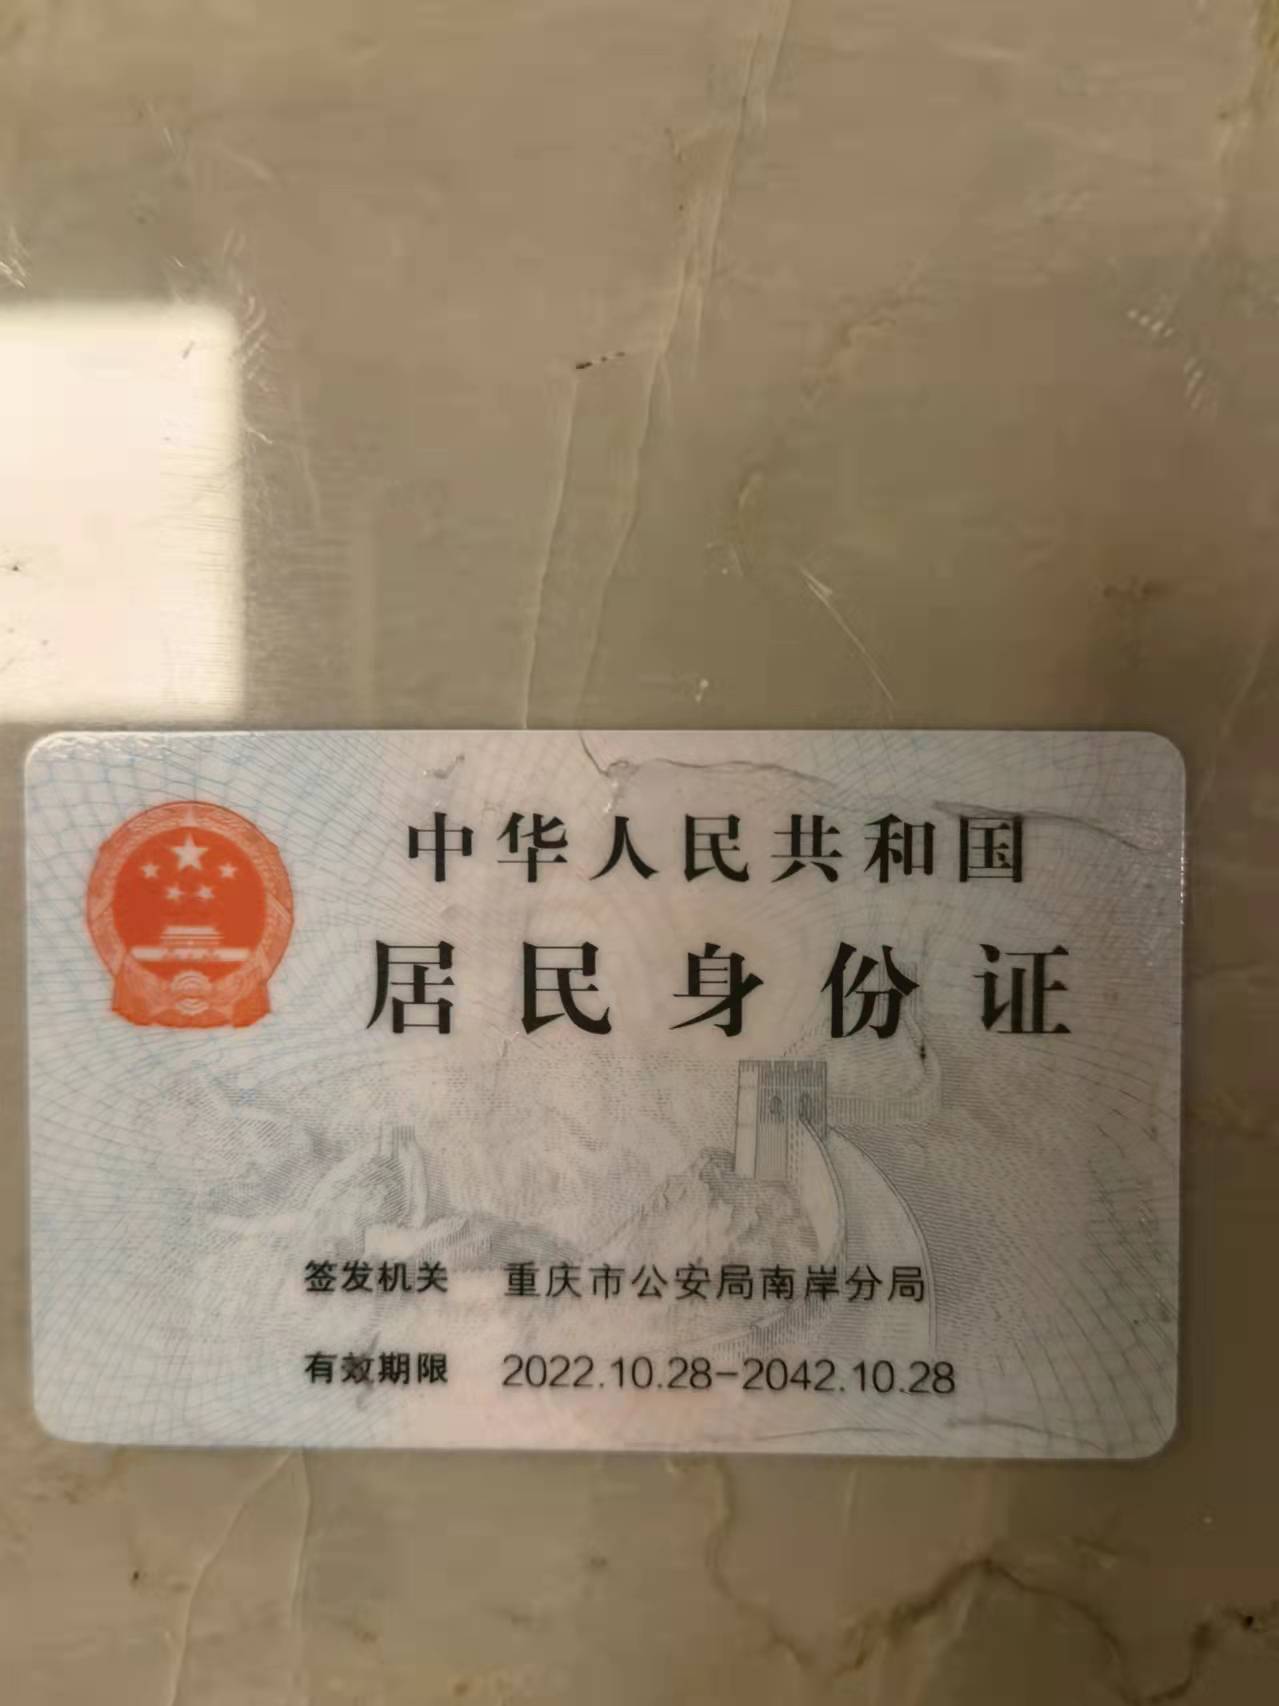 中华人民共和国
居民身份证
签发机关 重庆市公安局南岸分局
有效期限 2022.10.28-2042.10.28